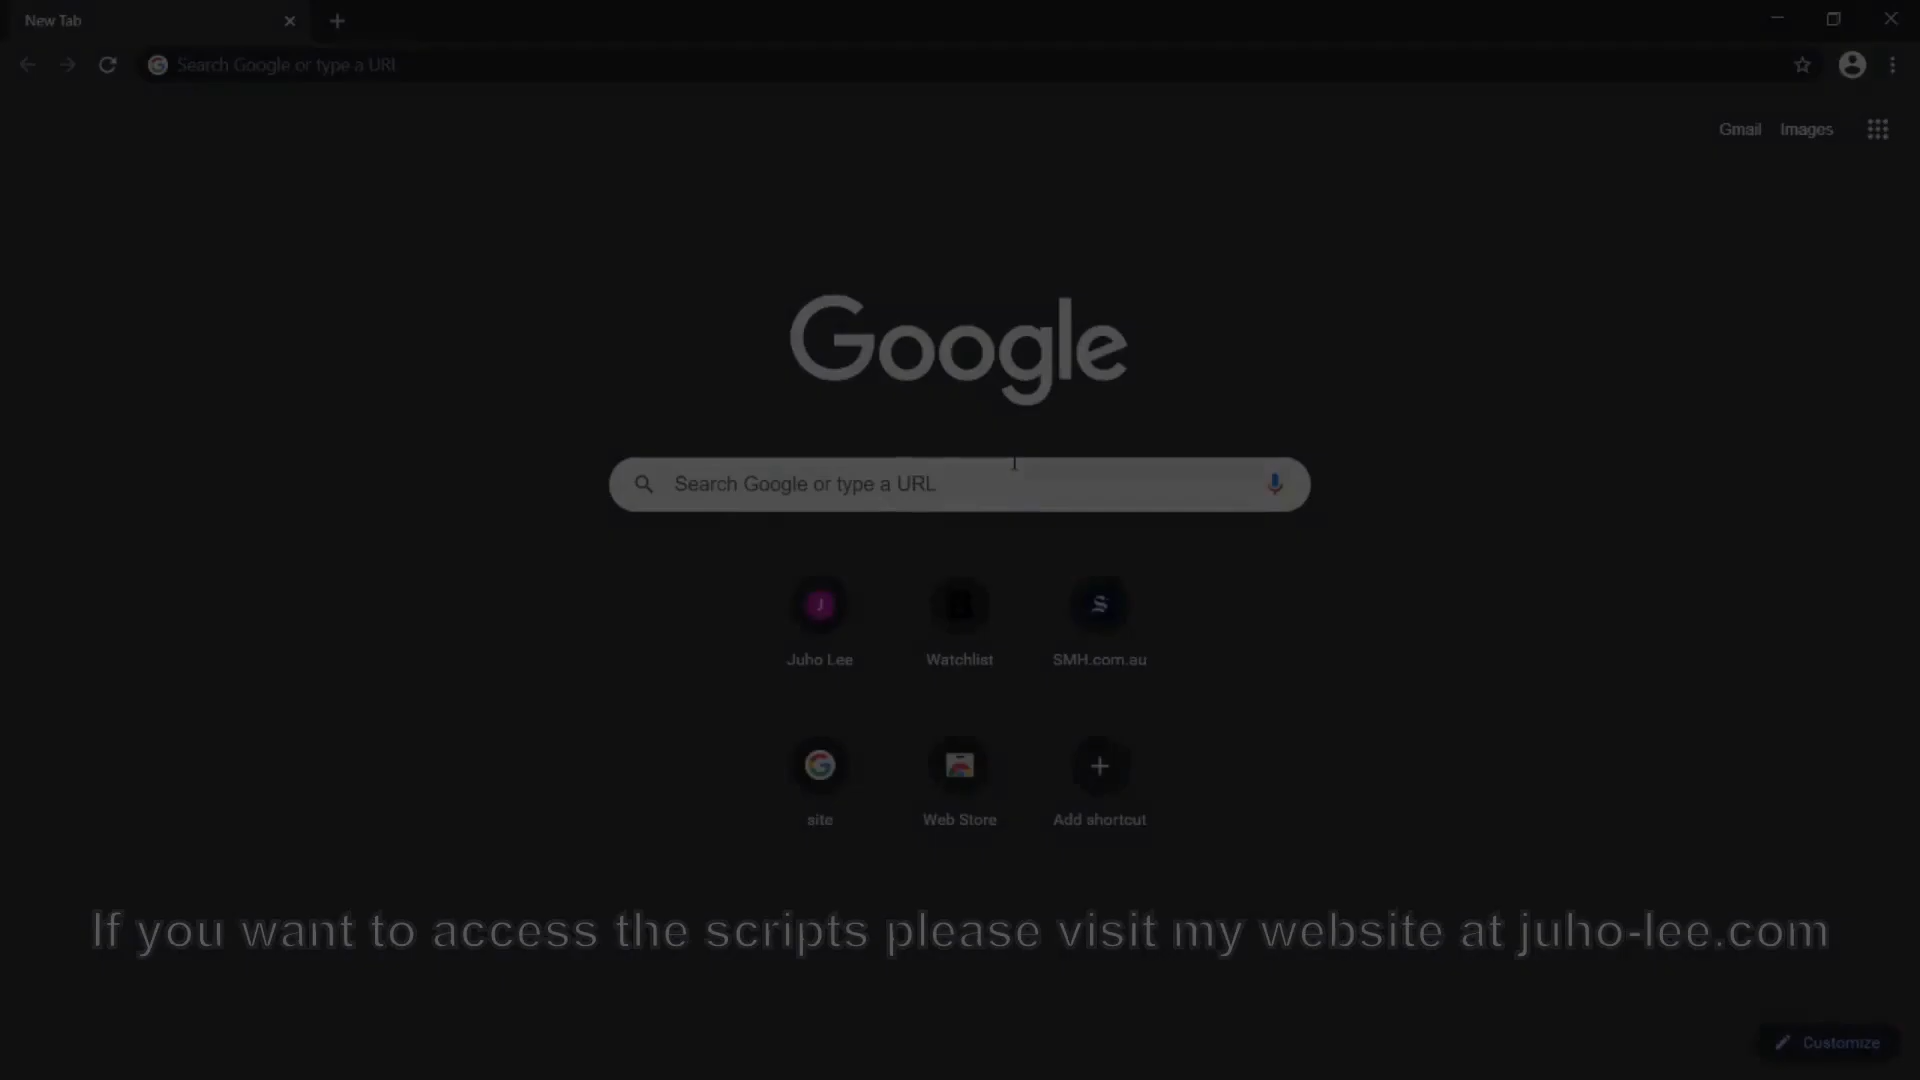 New Tab
Search Google or type a URL
Gmail Images
Google
Search Google or type a URL
J
S
Juho Lee Watchlist SMH.com.au
site Web Store Add shortcut
If you want to access the scripts please visit my website at juho-lee.com
Customize